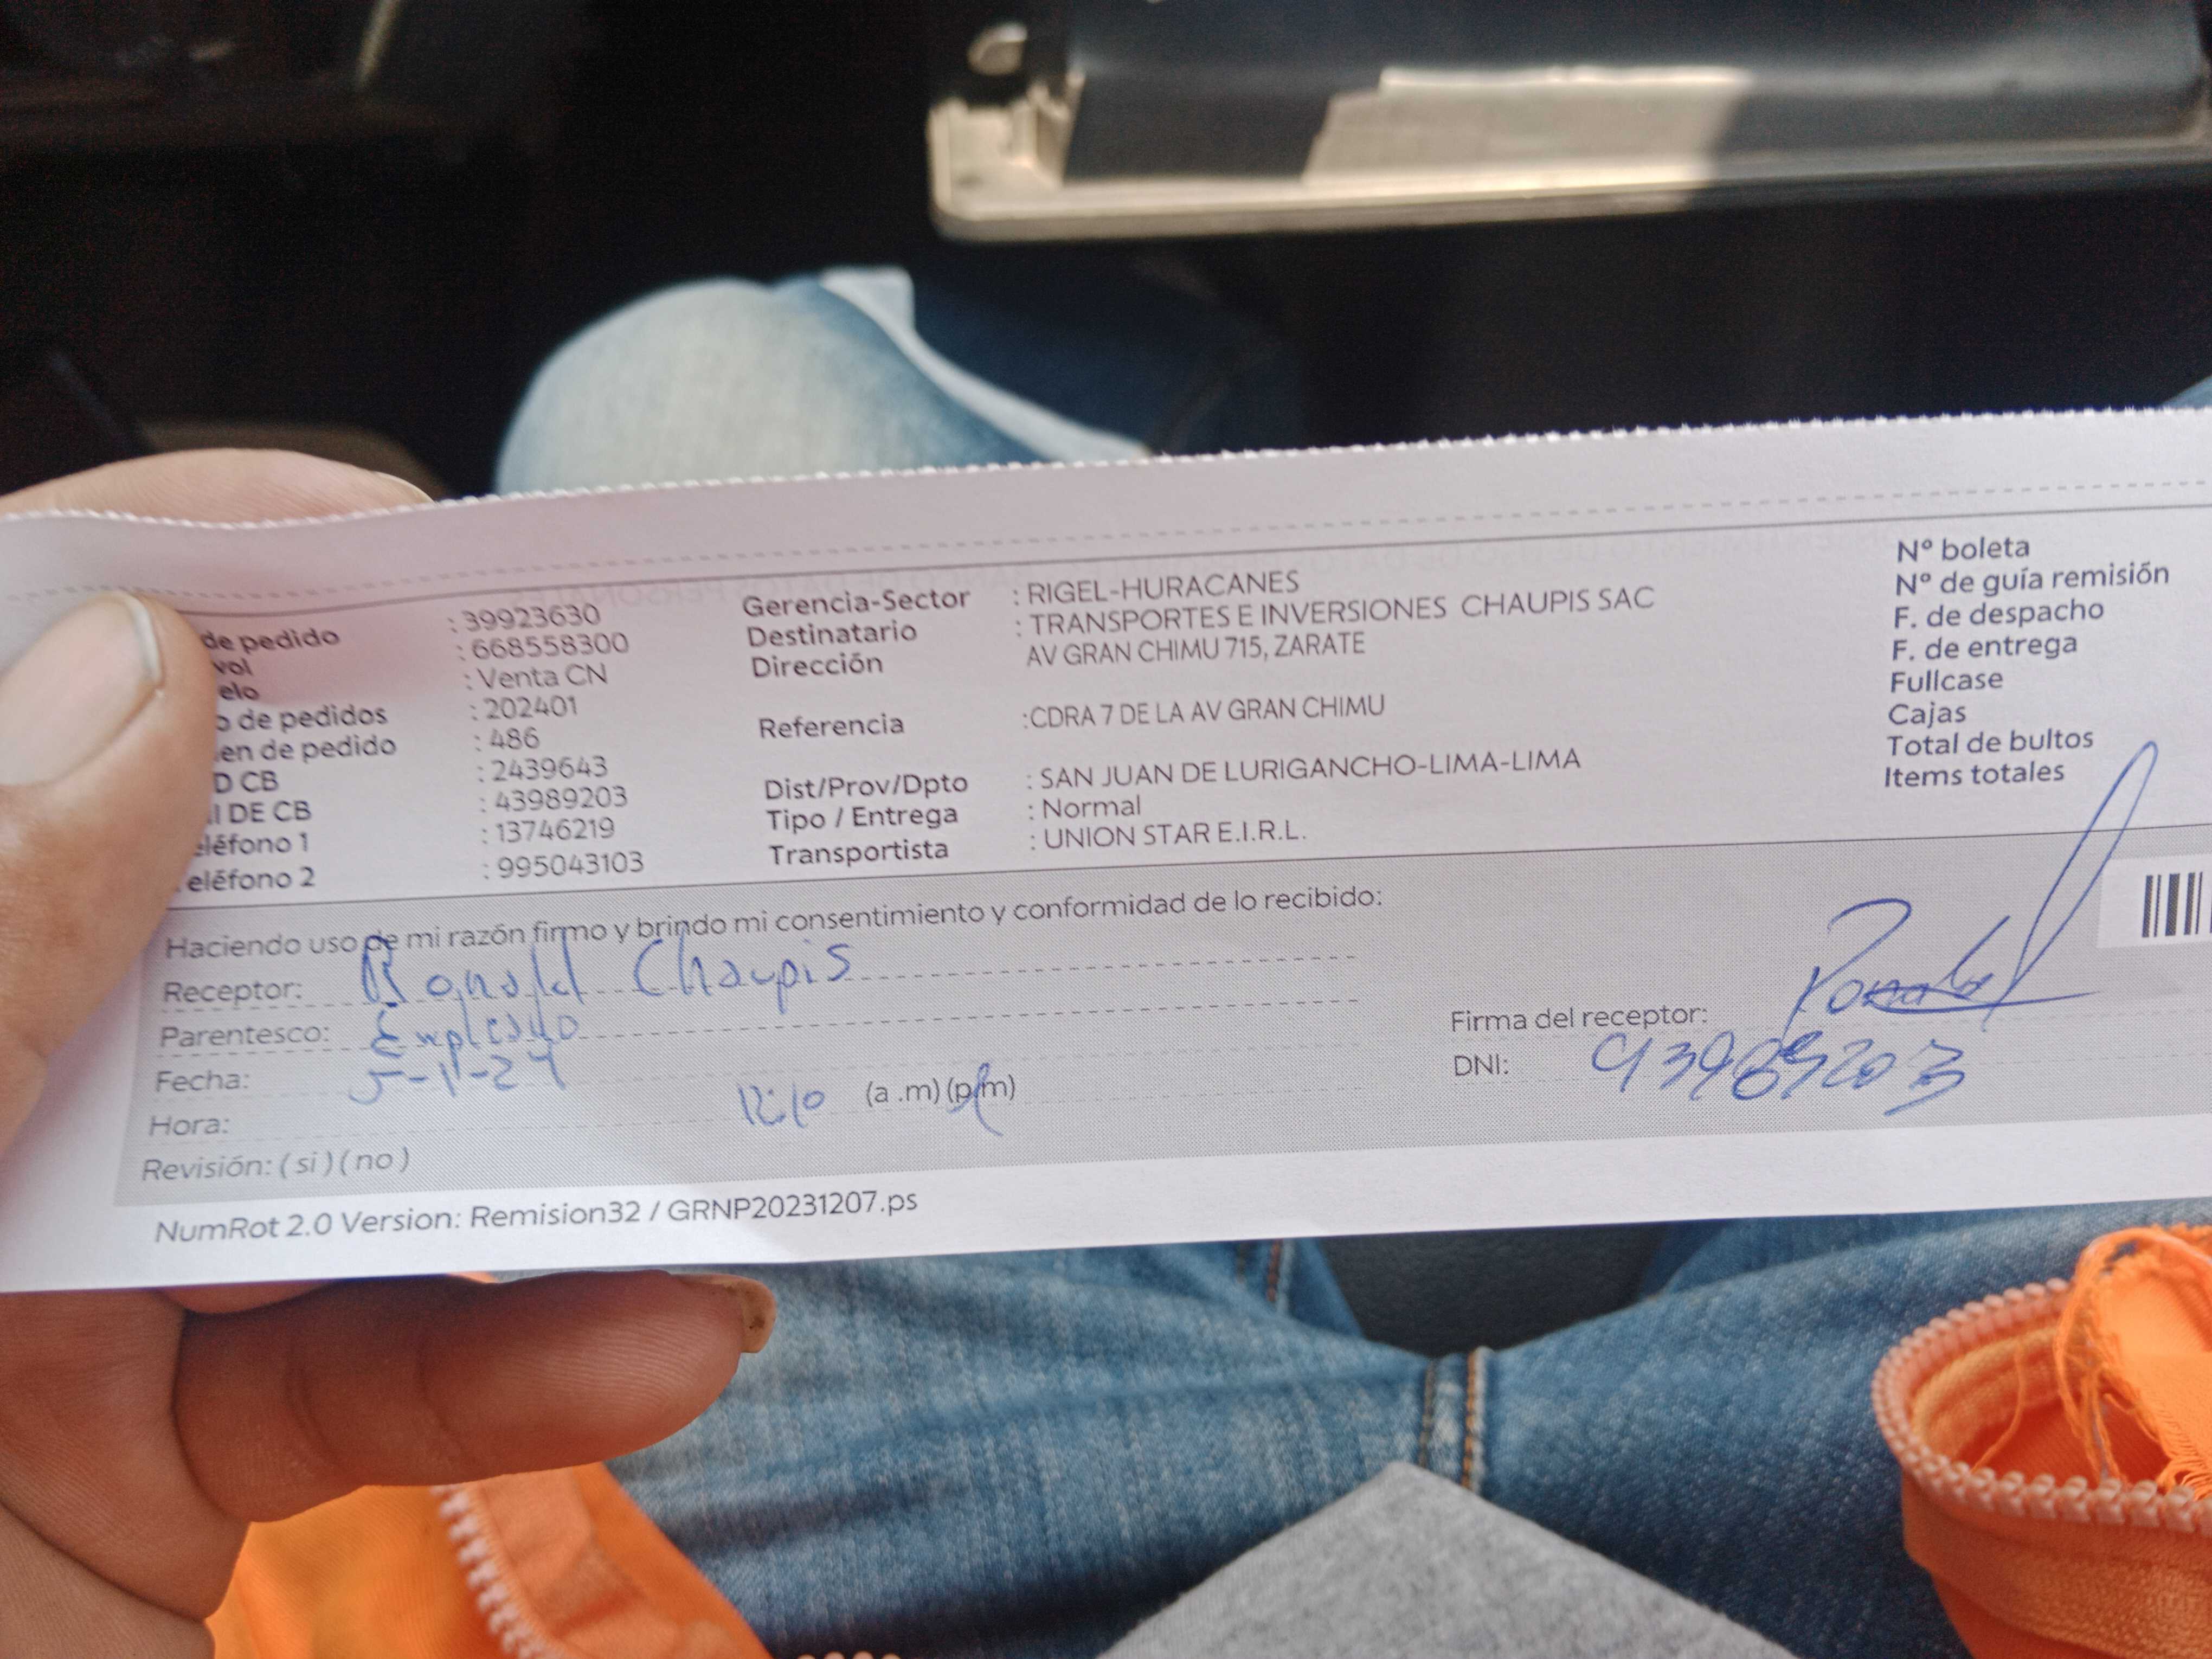 de pedido : 39923630
vol : 668558300
elo : Venta CN
o de pedidos : 202401
en de pedido : 486
D CB : 2439643
I DE CB : 43989203
eléfono 1 : 13746219
eléfono 2 : 995043103
Gerencia-Sector : RIGEL-HURACANES
Destinatario : TRANSPORTES E INVERSIONES CHAUPIS SAC
Dirección AV GRAN CHIMU 715, ZARATE
Referencia :CDRA 7 DE LA AV GRAN CHIMU
Dist/Prov/Dpto : SAN JUAN DE LURIGANCHO-LIMA-LIMA
Tipo / Entrega : Normal
Transportista : UNION STAR E.I.R.L.
Nº boleta
Nº de guía remisión
F. de despacho
F. de entrega
Fullcase
Cajas
Total de bultos
Items totales
Haciendo uso de mi razón firmo y brindo mi consentimiento y conformidad de lo recibido:
Receptor: Ronald Chaupis
Parentesco: Empleado
Fecha: 5-1-24
Hora: 12:10 (a .m) (p.m)
Revisión: ( si ) ( no )
Firma del receptor:
DNI: 43989203
NumRot 2.0 Version: Remision32 / GRNP20231207.ps